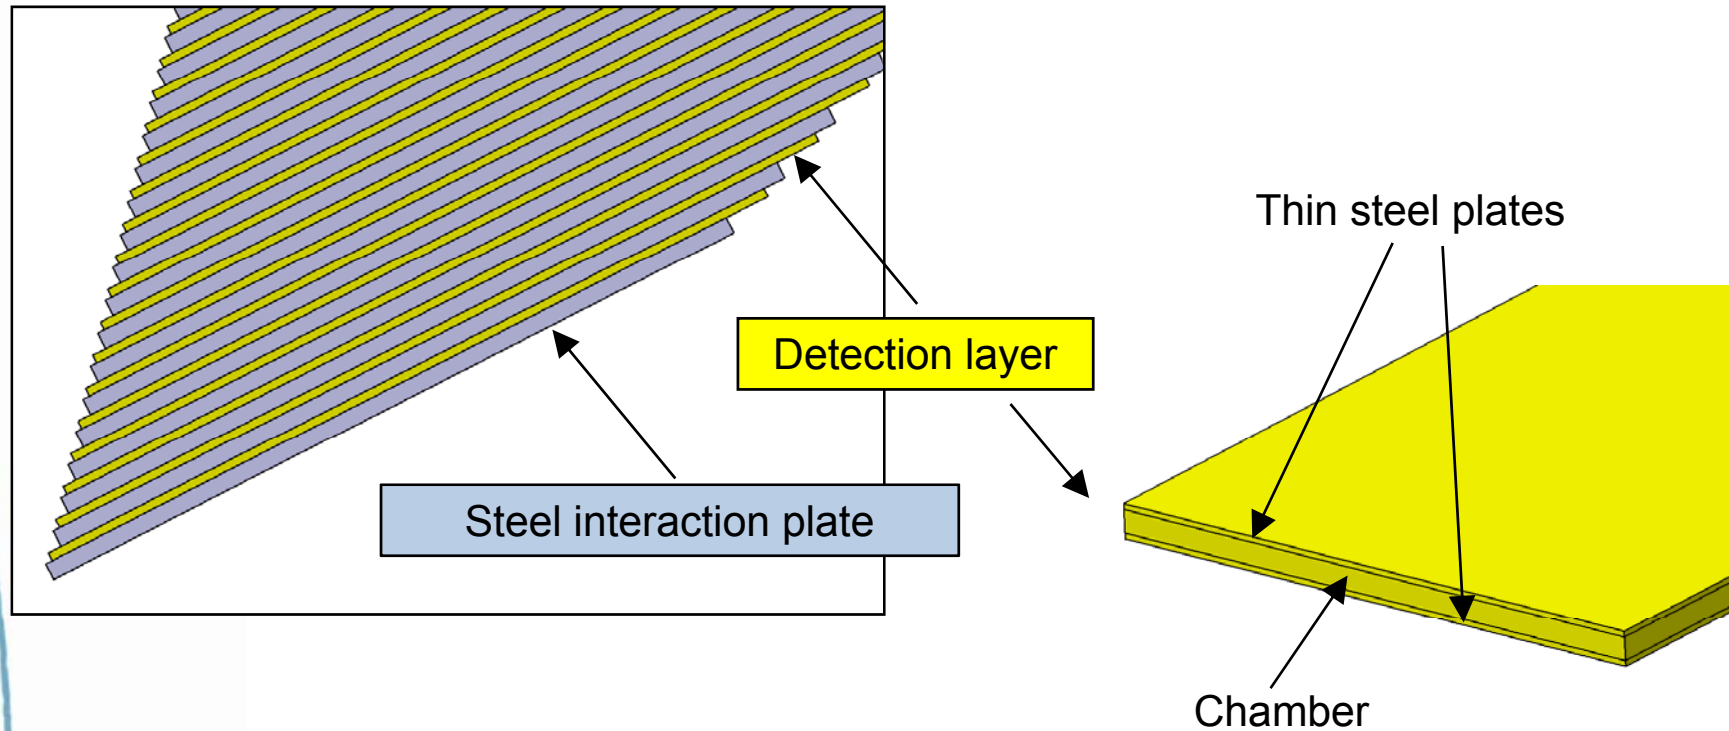 Thin steel plates
Detection layer
Steel interaction plate
Chamber